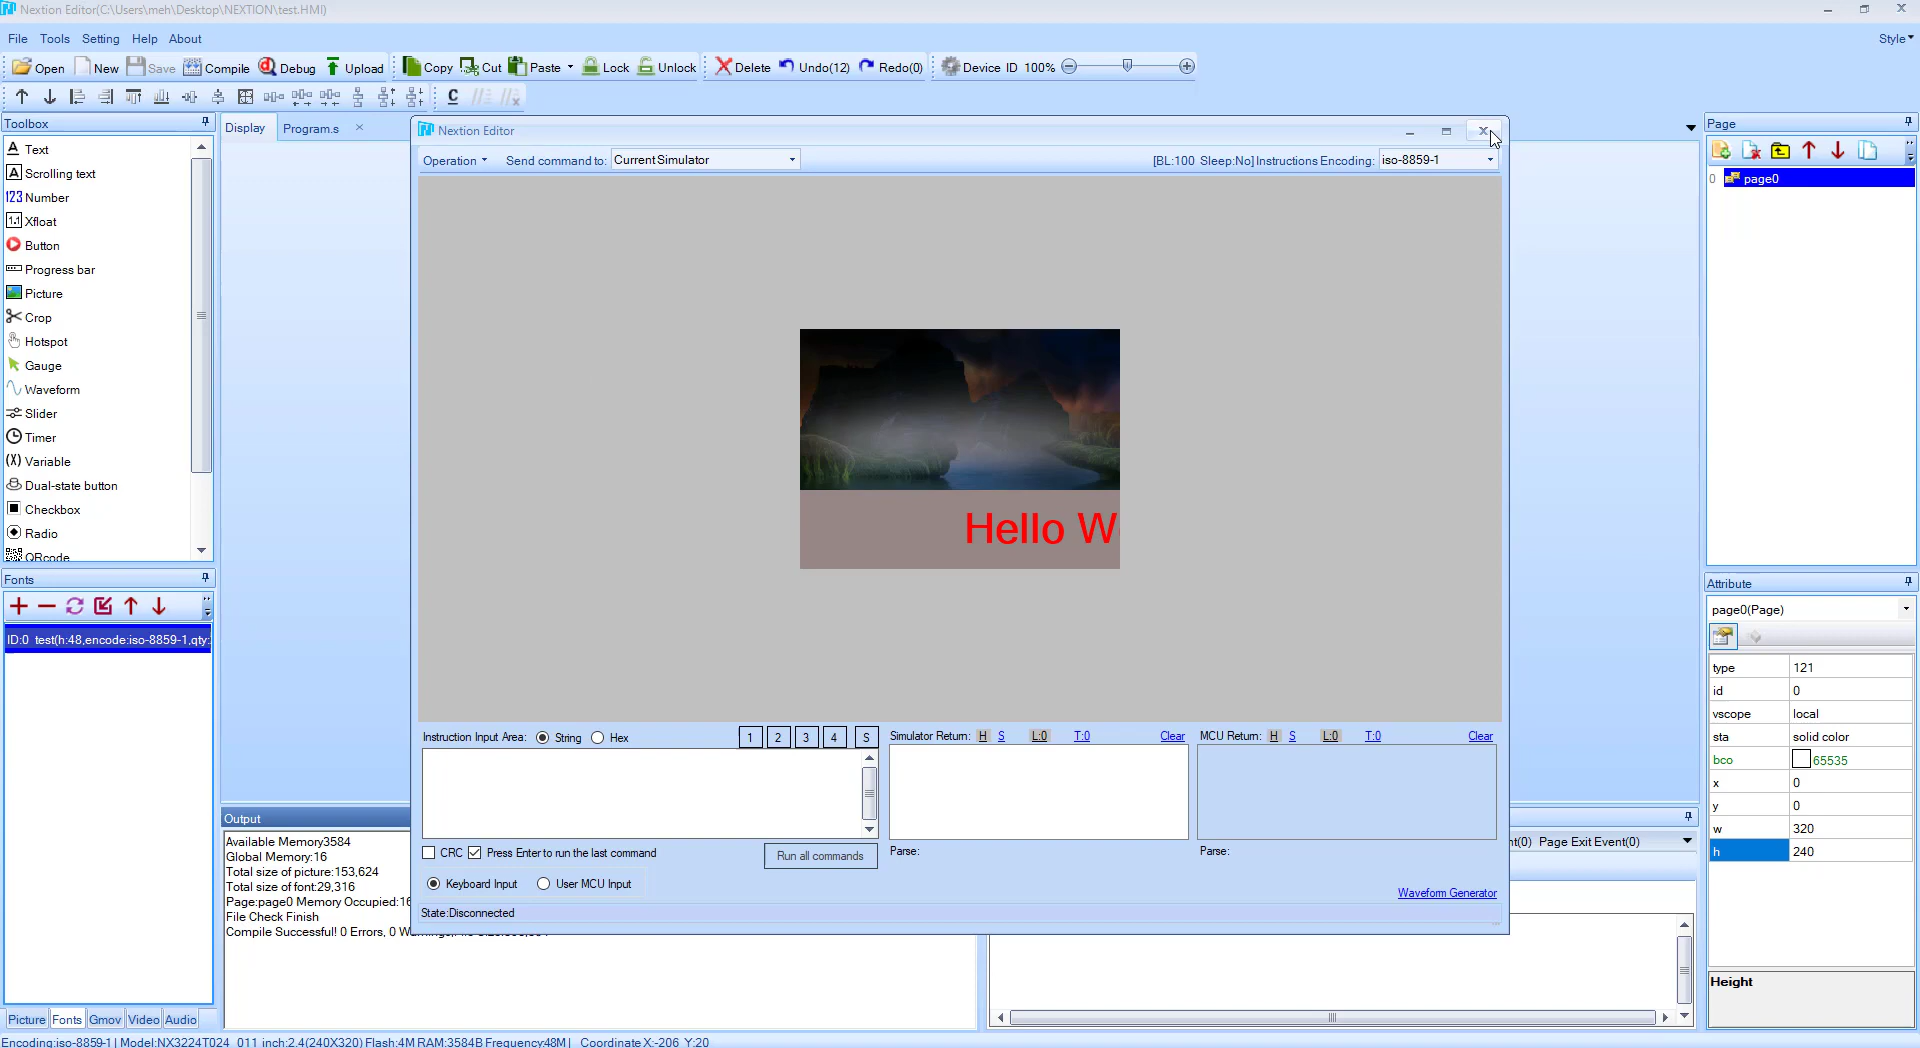 Nextion Editor(C:\Users\meh\Desktop\NEXTION\test.HMI)
File Tools Setting Help About
Style
Open New Save Compile Debug Upload Copy Cut Paste Lock Unlock Delete Undo(12) Redo(0) Device ID 100%
Toolbox
Text
Scrolling text
123 Number
1.1 Xfloat
Button
Progress bar
Picture
Crop
Hotspot
Gauge
Waveform
Slider
Timer
(X) Variable
Dual-state button
Checkbox
Radio
QRcode
Fonts
ID:0 test(h:48,encode:iso-8859-1,qty:
Picture Fonts Gmov Video Audio
Display Program.s
Nextion Editor
Operation Send command to: Current Simulator
[BL:100 Sleep:No] Instructions Encoding: iso-8859-1
Hello W
Instruction Input Area: String Hex 1 2 3 4 S
CRC Press Enter to run the last command Run all commands
Keyboard Input User MCU Input
State:Disconnected
Simulator Return: H S L:0 T:0 Clear
Parse:
MCU Return: H S L:0 T:0 Clear
Parse:
Waveform Generator
Output
Available Memory3584
Global Memory:16
Total size of picture:153,624
Total size of font:29,316
Page:page0 Memory Occupied:16
File Check Finish
Compile Successful! 0 Errors, 0 W
nt(0) Page Exit Event(0)
Page
0 page0
Attribute
page0(Page)
type 121
id 0
vscope local
sta solid color
bco 65535
x 0
y 0
w 320
h 240
Height
Encoding:iso-8859-1 | Model:NX3224T024_011 inch:2.4(240X320) Flash:4M RAM:3584B Frequency:48M | Coordinate X:-206 Y:20